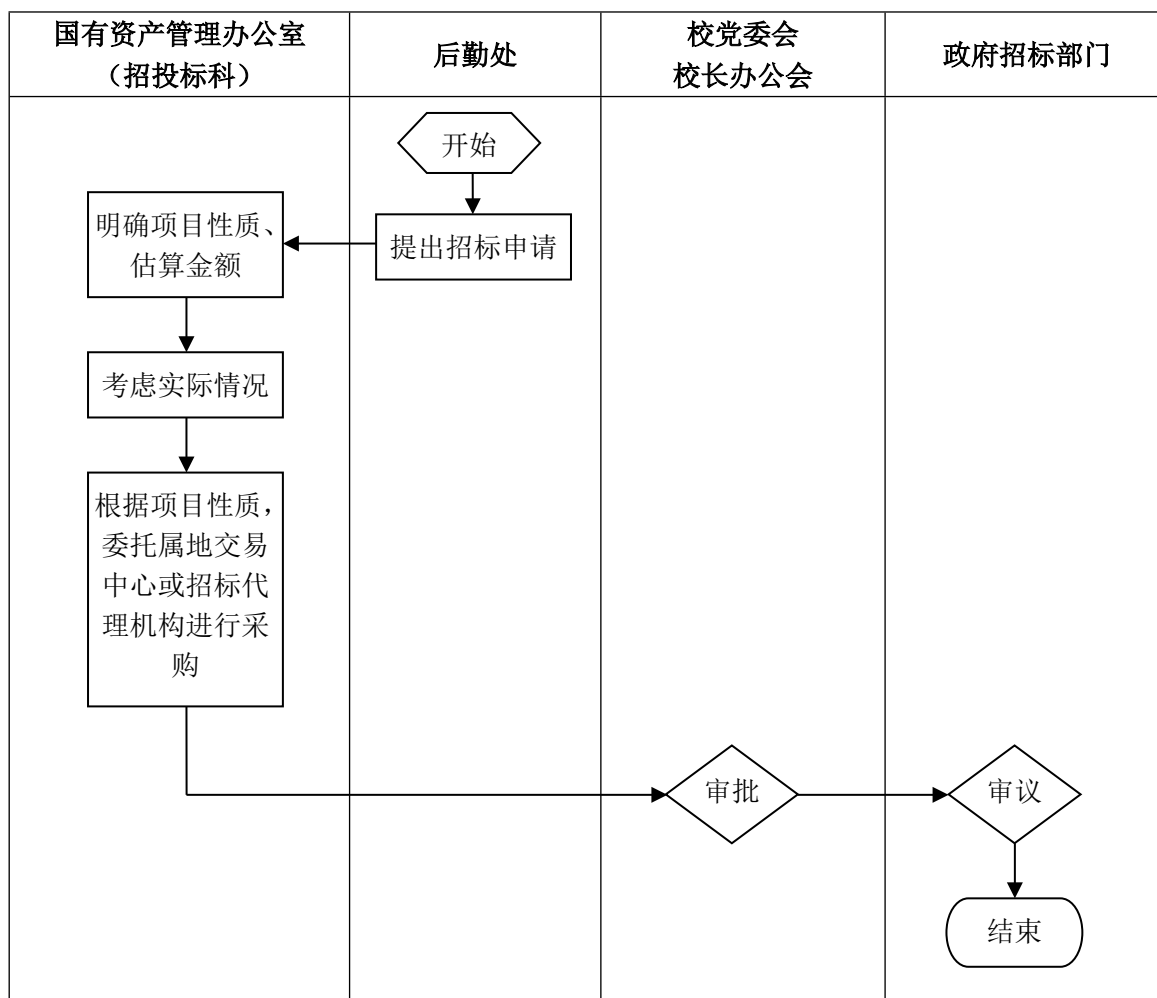 国有资产管理办公室
（招投标科）
后勤处
校党委会
校长办公会
政府招标部门
开始
提出招标申请
明确项目性质、
估算金额
考虑实际情况
根据项目性质，
委托属地交易
中心或招标代
理机构进行采
购
审批
审议
结束